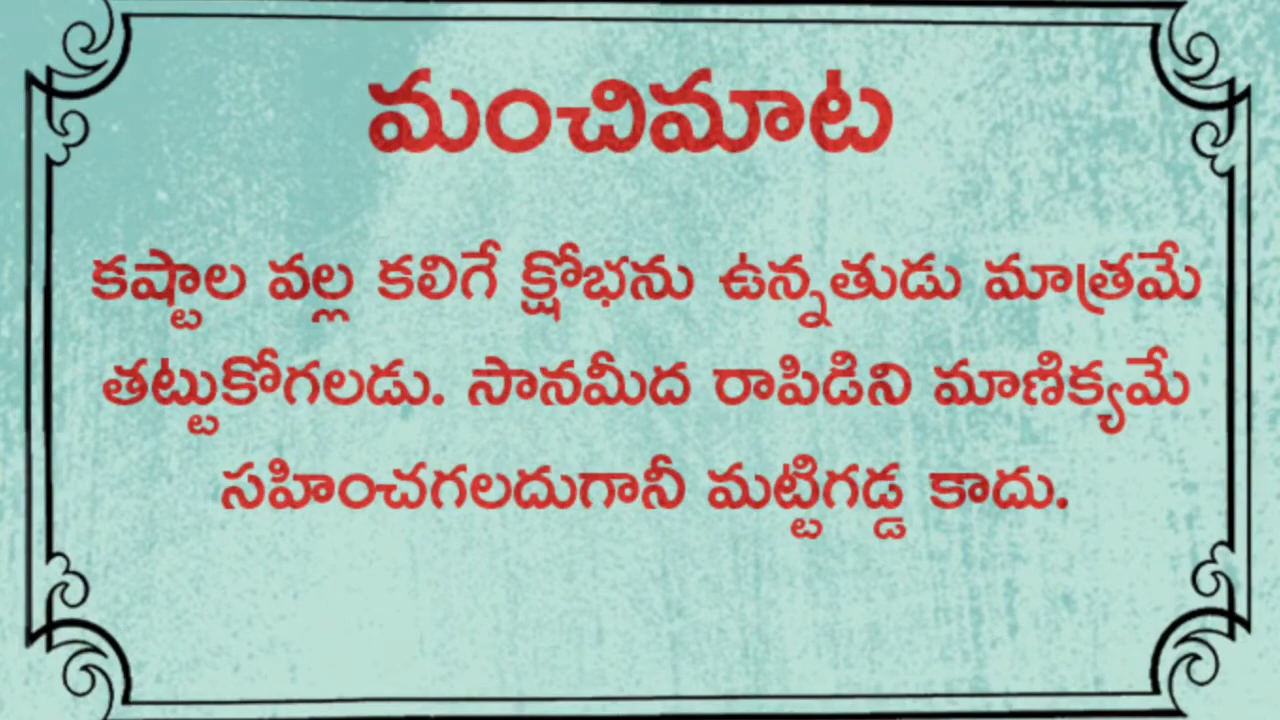 మంచిమాట
కష్టాల వల్ల కలిగే క్షోభను ఉన్నతుడు మాత్రమే
తట్టుకోగలడు. సానమీద రాపిడిని మాణిక్యమే
సహించగలదుగానీ మట్టిగడ్డ కాదు.